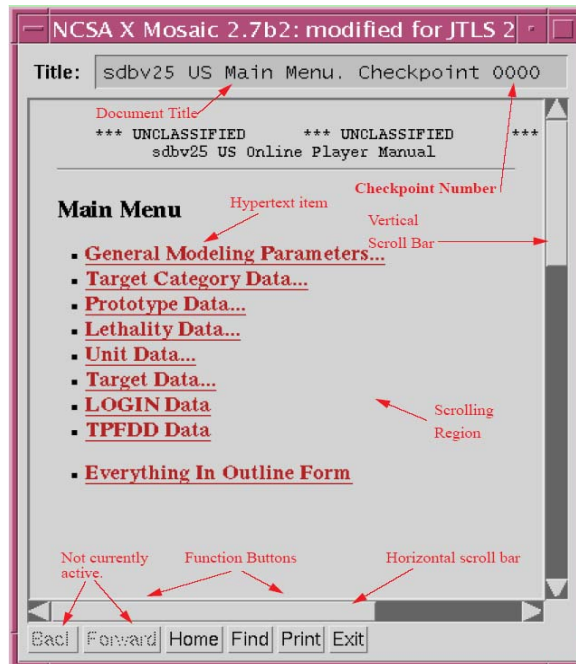 NCSA X Mosaic 2.7b2: modified for JTLS 2
Title: sdbv25 US Main Menu. Checkpoint 0000
Document Title
*** UNCLASSIFIED *** UNCLASSIFIED ***
sdbv25 US Online Player Manual
Checkpoint Number
Main Menu
Hypertext item
Vertical
Scroll Bar
General Modeling Parameters...
Target Category Data...
Prototype Data...
Lethality Data...
Unit Data...
Target Data...
LOGIN Data
TPFDD Data
Scrolling
Region
Everything In Outline Form
Not currently
active.
Function Buttons
Horizontal scroll bar
Bacl Forward Home Find Print Exit